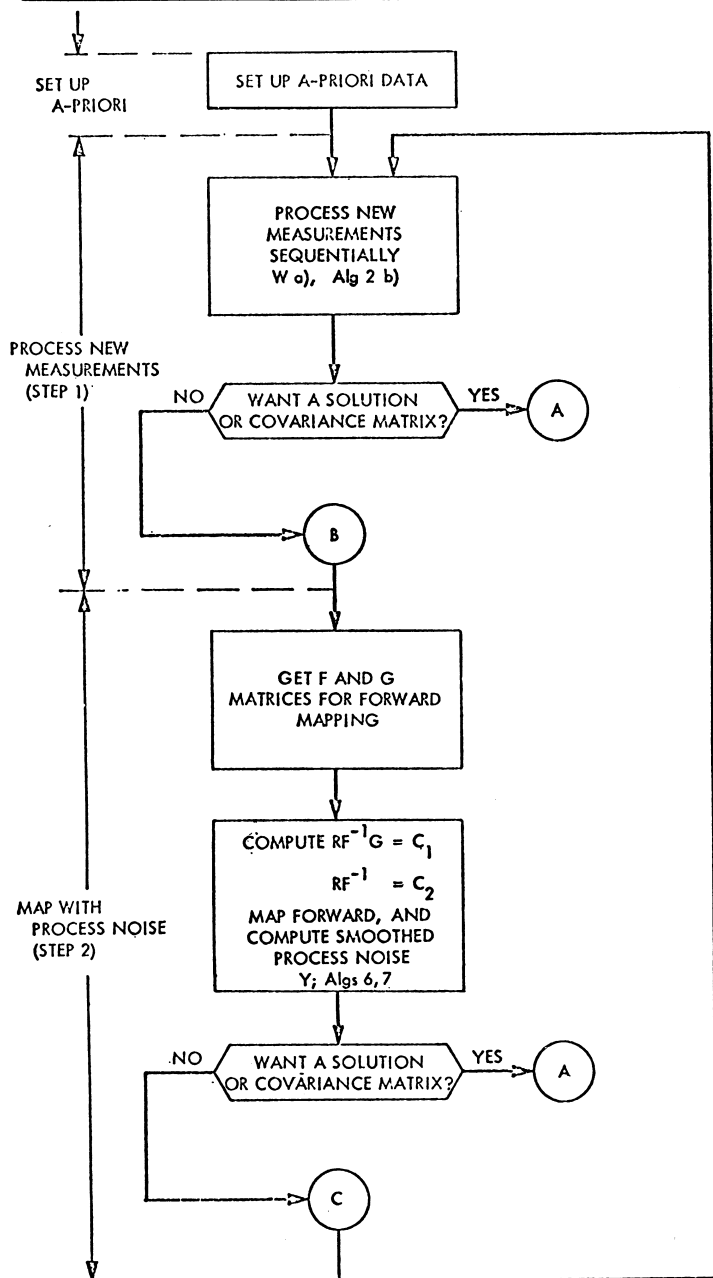 SET UP
A-PRIORI
SET UP A-PRIORI DATA
PROCESS NEW
MEASUREMENTS
SEQUENTIALLY
W a), Alg 2 b)
PROCESS NEW
MEASUREMENTS
(STEP 1)
NO
WANT A SOLUTION
OR COVARIANCE MATRIX?
YES
A
B
GET F AND G
MATRICES FOR FORWARD
MAPPING
COMPUTE RF⁻¹G = C₁
RF⁻¹ = C₂
MAP FORWARD, AND
COMPUTE SMOOTHED
PROCESS NOISE
Y; Algs 6,7
MAP WITH
PROCESS NOISE
(STEP 2)
NO
WANT A SOLUTION
OR COVARIANCE MATRIX?
YES
A
C